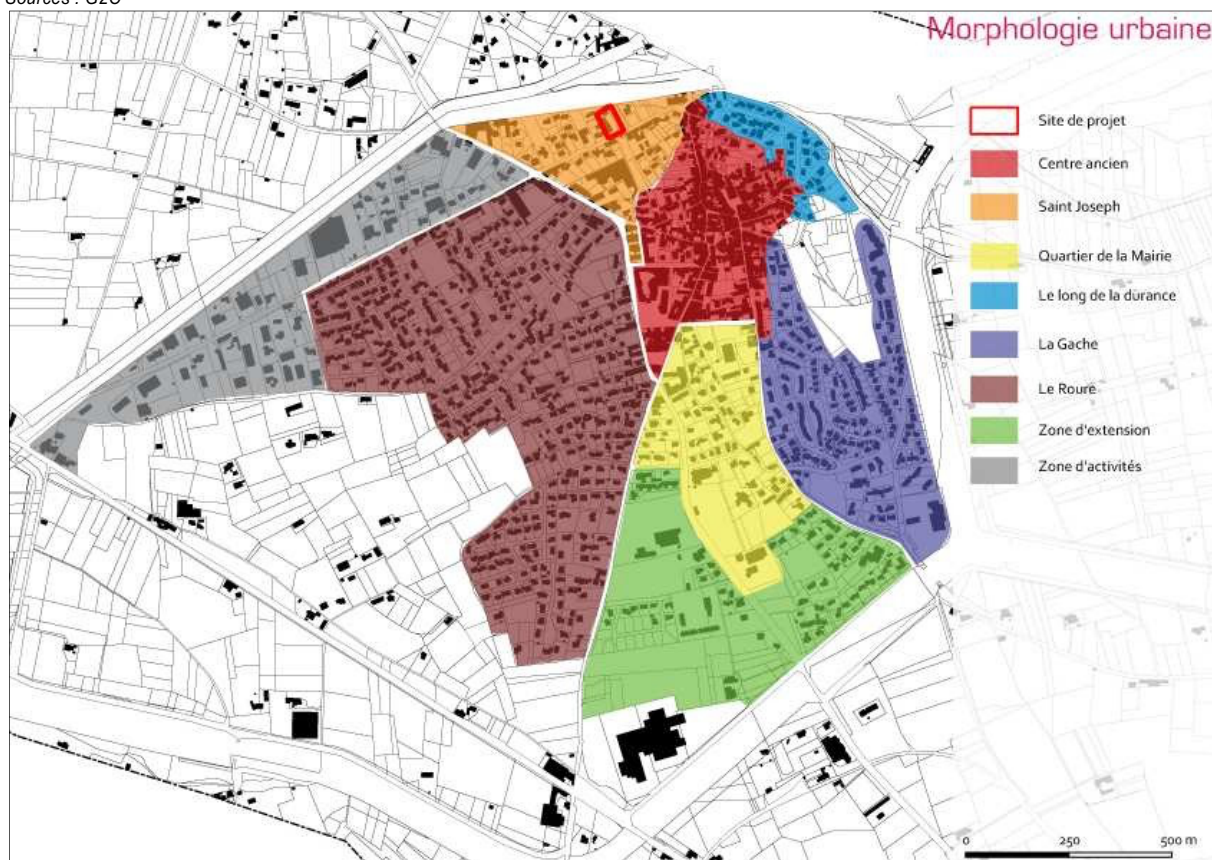 Morphologie urbaine
Site de projet
Centre ancien
Saint Joseph
Quartier de la Mairie
Le long de la durance
La Gache
Le Roure
Zone d'extension
Zone d'activités
0 250 500 m